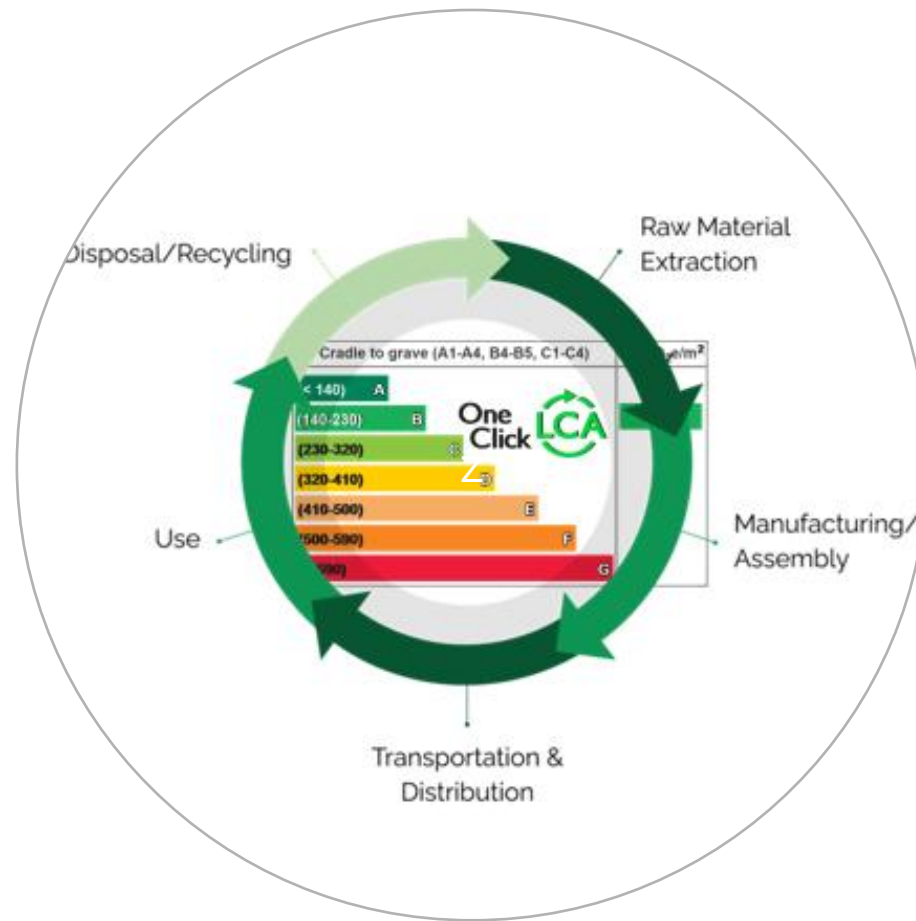 Disposal/Recycling
Raw Material
Extraction
Cradle to grave (A1-A4, B4-B5, C1-C4)
e/m²
(< 140) A
(140-230) B
One
Click
LCA
(230-320) C
(320-410) D
(410-500) E
(500-590) F
G
Use
Manufacturing/
Assembly
Transportation &
Distribution